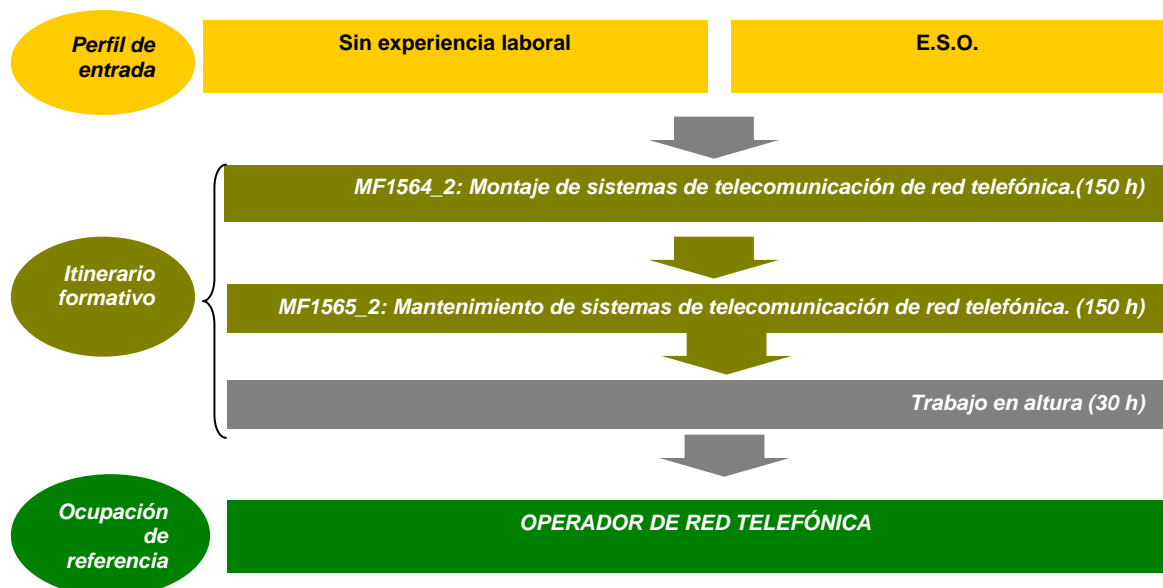 Perfil de
entrada
Sin experiencia laboral
E.S.O.
MF1564_2: Montaje de sistemas de telecomunicación de red telefónica.(150 h)
Itinerario
formativo
MF1565_2: Mantenimiento de sistemas de telecomunicación de red telefónica. (150 h)
Trabajo en altura (30 h)
Ocupación
de
referencia
OPERADOR DE RED TELEFÓNICA